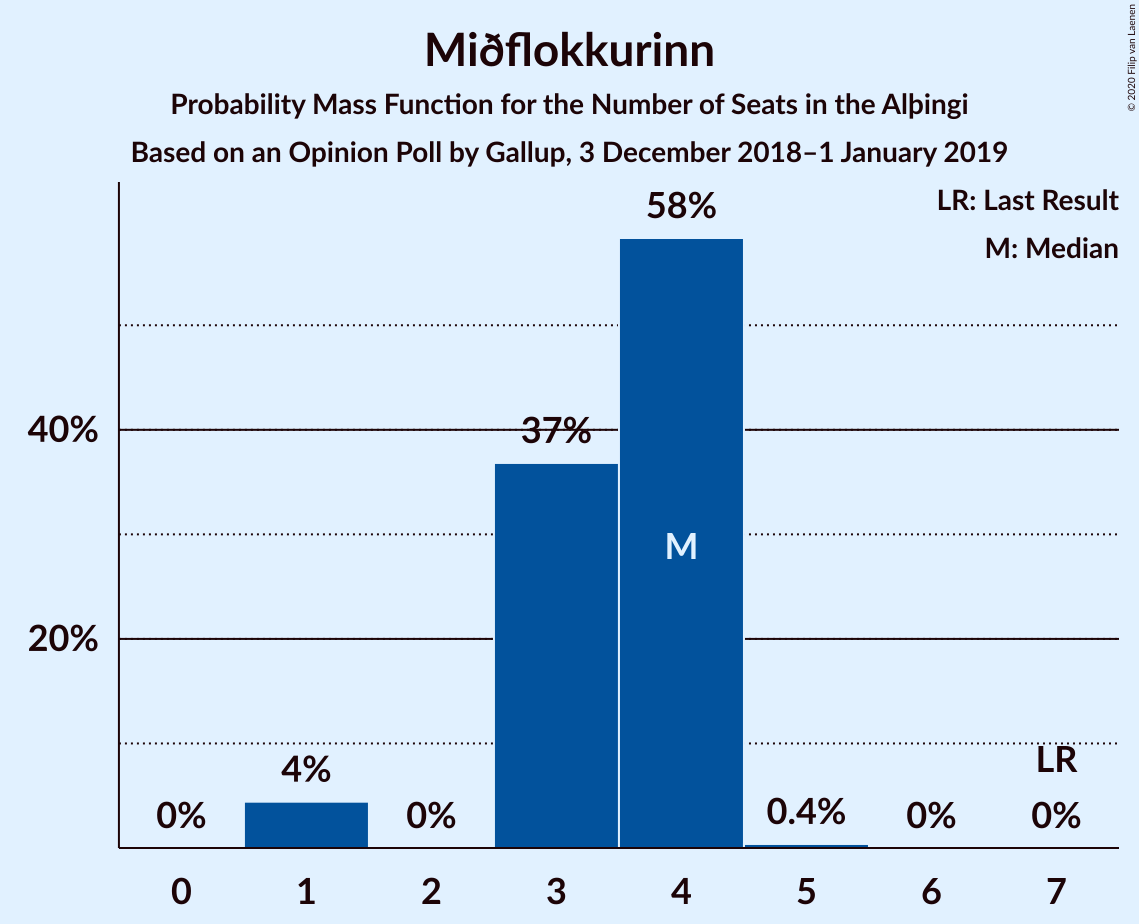 Miðflokkurinn
Probability Mass Function for the Number of Seats in the Alþingi
Based on an Opinion Poll by Gallup, 3 December 2018–1 January 2019
© 2020 Filip van Laenen
LR: Last Result
M: Median
58%
40%
37%
M
20%
LR
4%
0%
0%
0.4%
0%
0%
0 1 2 3 4 5 6 7